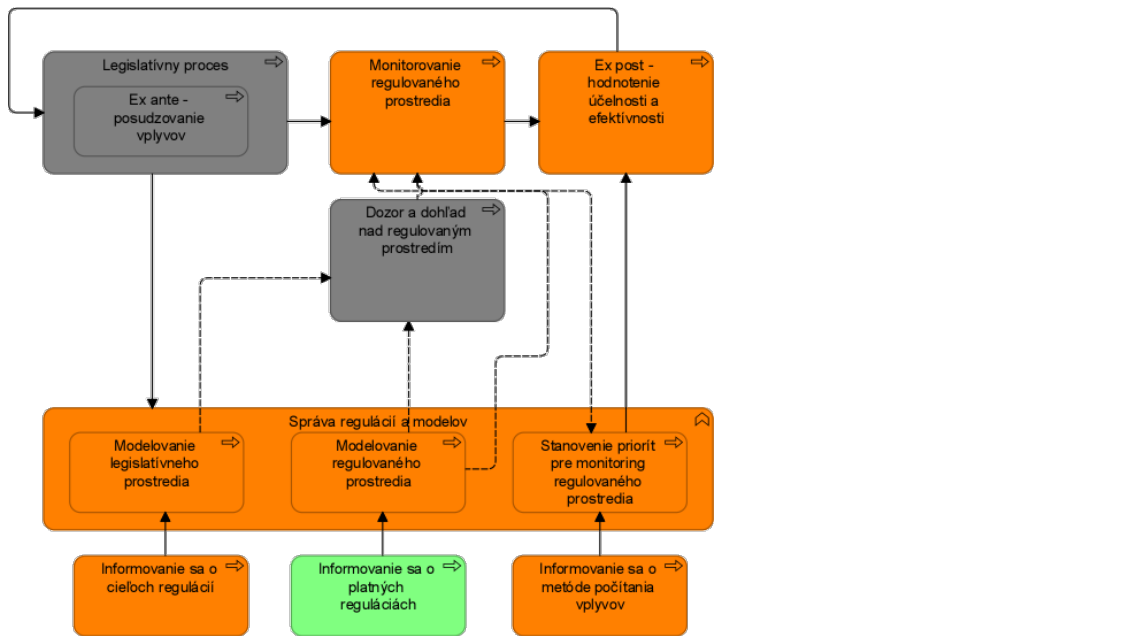 Legislatívny proces
Ex ante -
posudzovanie
vplyvov
Monitorovanie
regulovaného
prostredia
Ex post -
hodnotenie
účelnosti a
efektívnosti
Dozor a dohľad
nad regulovaným
prostredím
Správa regulácií a modelov
Modelovanie
legislatívneho
prostredia
Modelovanie
regulovaného
prostredia
Stanovenie priorít
pre monitoring
regulovaného
prostredia
Informovanie sa o
cieľoch regulácií
Informovanie sa o
platných
reguláciách
Informovanie sa o
metóde počítania
vplyvov